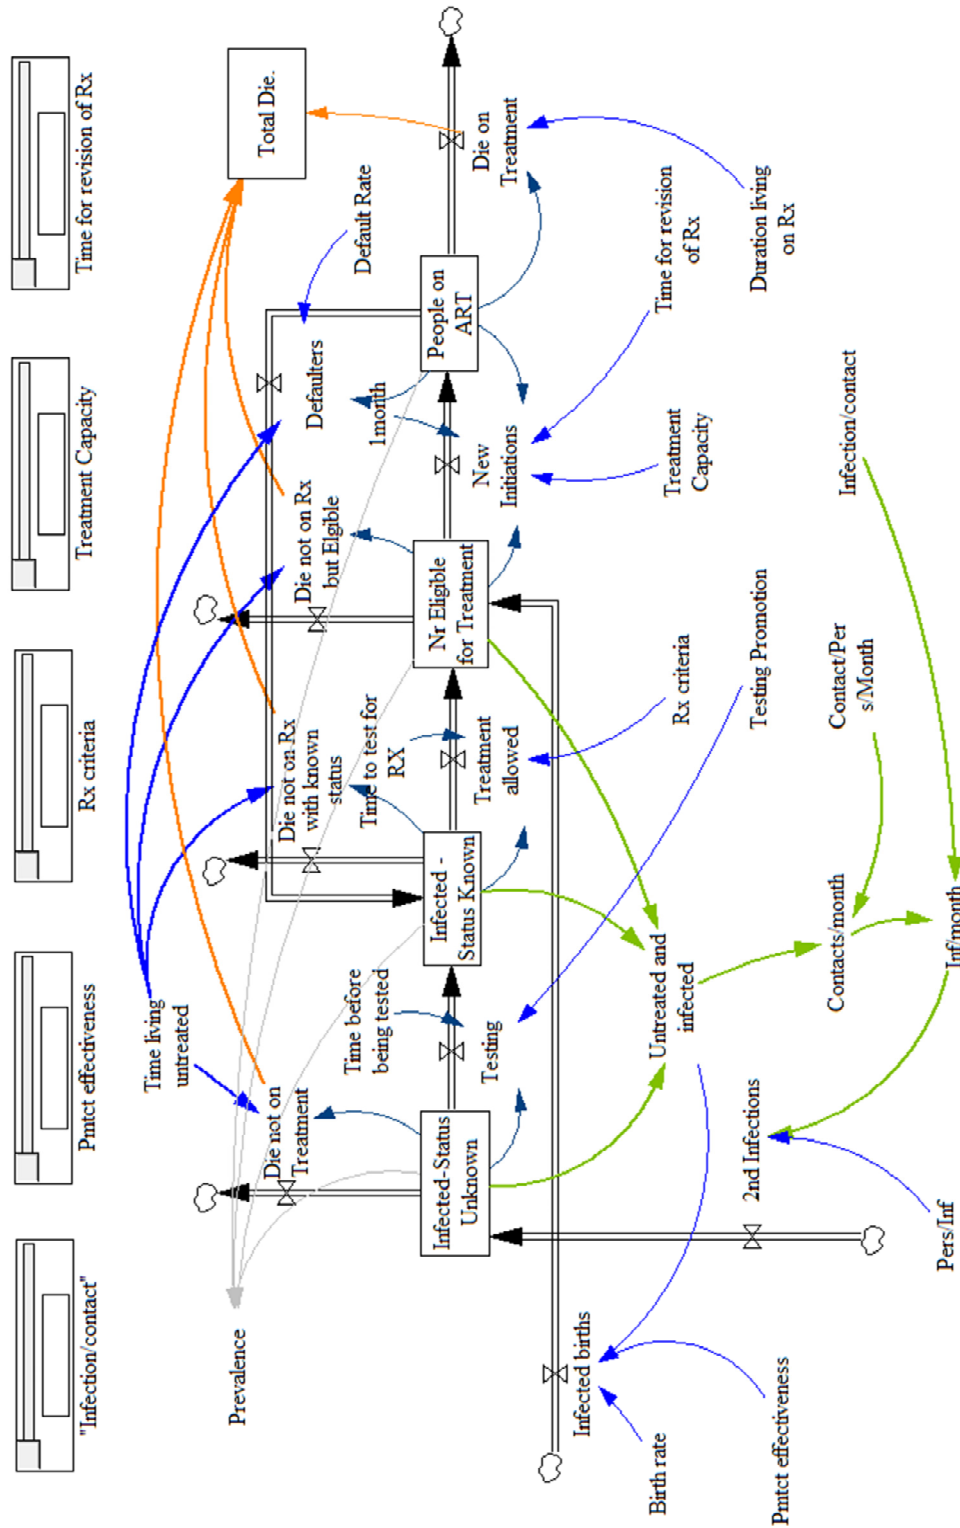 "Infection/contact"
Pmtct effectiveness
Rx criteria
Treatment Capacity
Time for revision of Rx
Prevalence
Time living
untreated
Total Die.
Die not on
Treatment
Time before
being tested
Die not on Rx
with known
status
Time to test for
RX
Die not on Rx
but Elgible
Defaulters
1month
Default Rate
Infected-Status
Unknown
Testing
Infected -
Status Known
Treatment
allowed
Nr Eligible
for Treatment
New
Initiations
People on
ART
Die on
Treatment
Infected births
Birth rate
Pmtct effectiveness
2nd Infections
Pers/Inf
Untreated and
infected
Rx criteria
Testing Promotion
Treatment
Capacity
Time for revision
of Rx
Duration living
on Rx
Contacts/month
Contact/Per
s/Month
Infection/contact
Inf/month